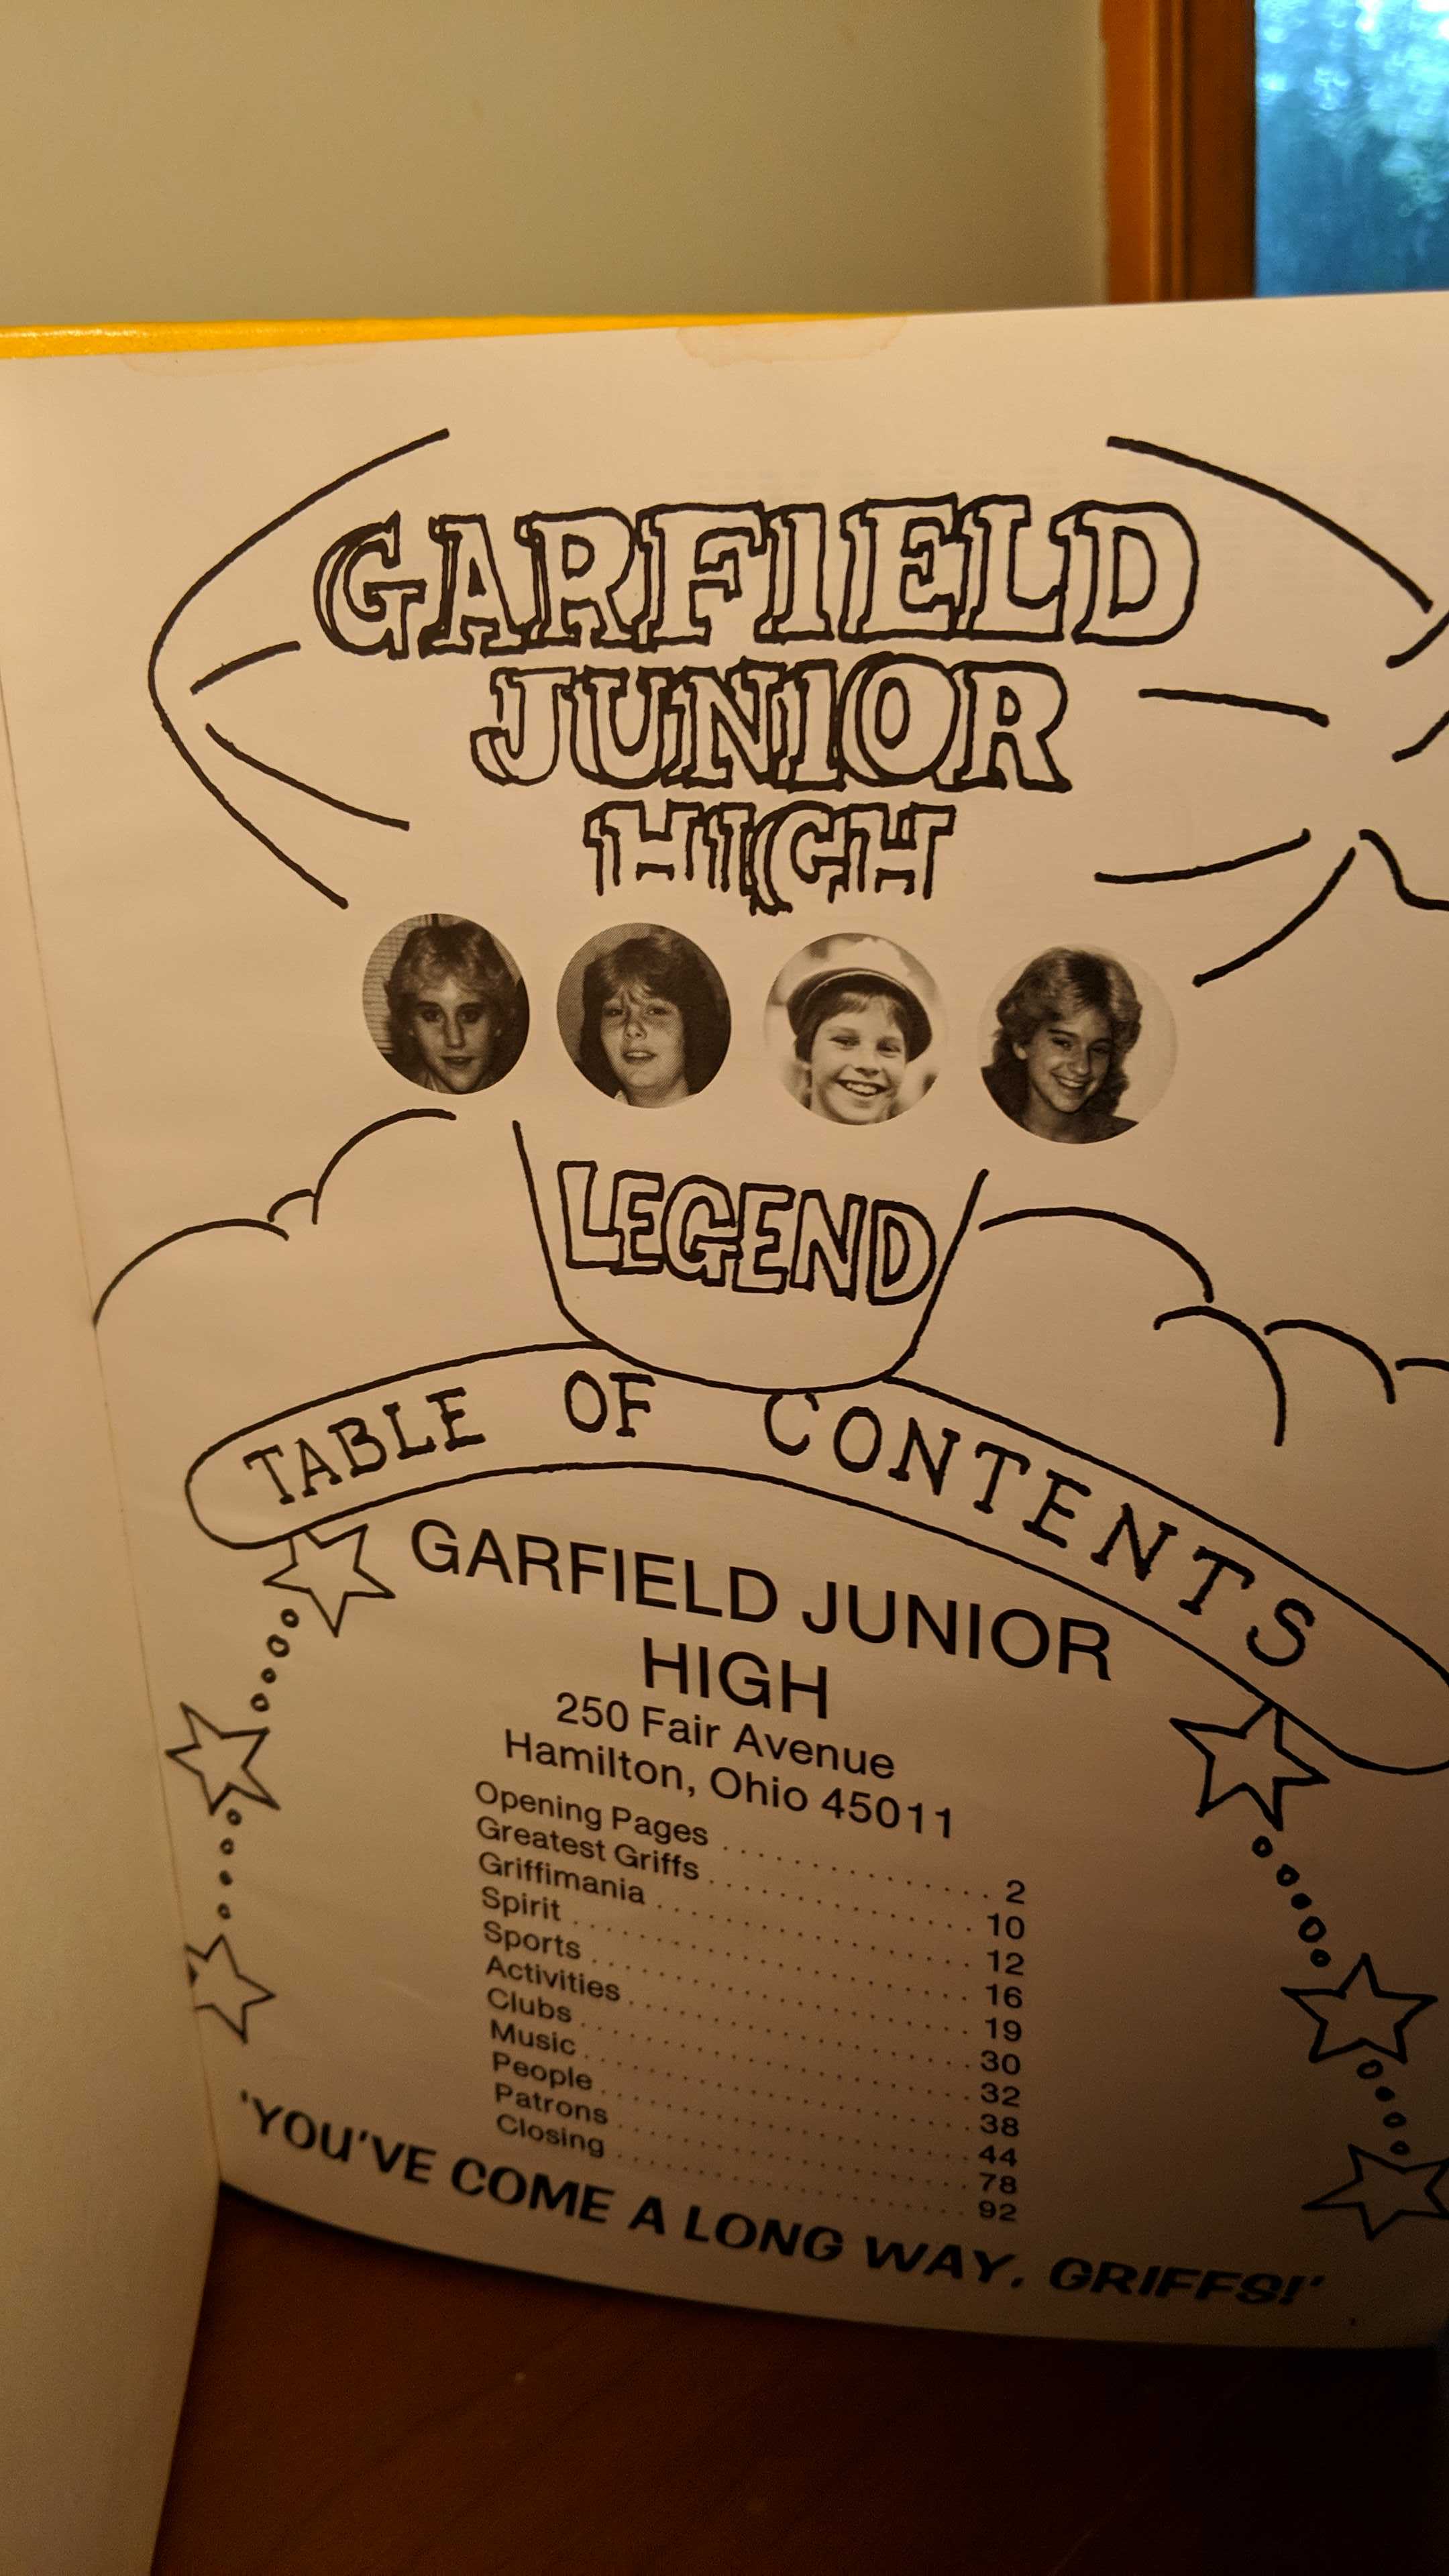 GARFIELD
JUNIOR
HIGH
LEGEND
TABLE OF CONTENTS
GARFIELD JUNIOR
HIGH
250 Fair Avenue
Hamilton, Ohio 45011
Opening Pages . . . . . . . . . . . . . . . 2
Greatest Griffs . . . . . . . . . . . . . . . 10
Griffimania . . . . . . . . . . . . . . . 12
Spirit . . . . . . . . . . . . . . . 16
Sports . . . . . . . . . . . . . . . 19
Activities . . . . . . . . . . . . . . . 30
Clubs . . . . . . . . . . . . . . . 32
Music . . . . . . . . . . . . . . . 38
People . . . . . . . . . . . . . . . 44
Patrons . . . . . . . . . . . . . . . 78
Closing . . . . . . . . . . . . . . . 92
'YOU'VE COME A LONG WAY, GRIFFS!'